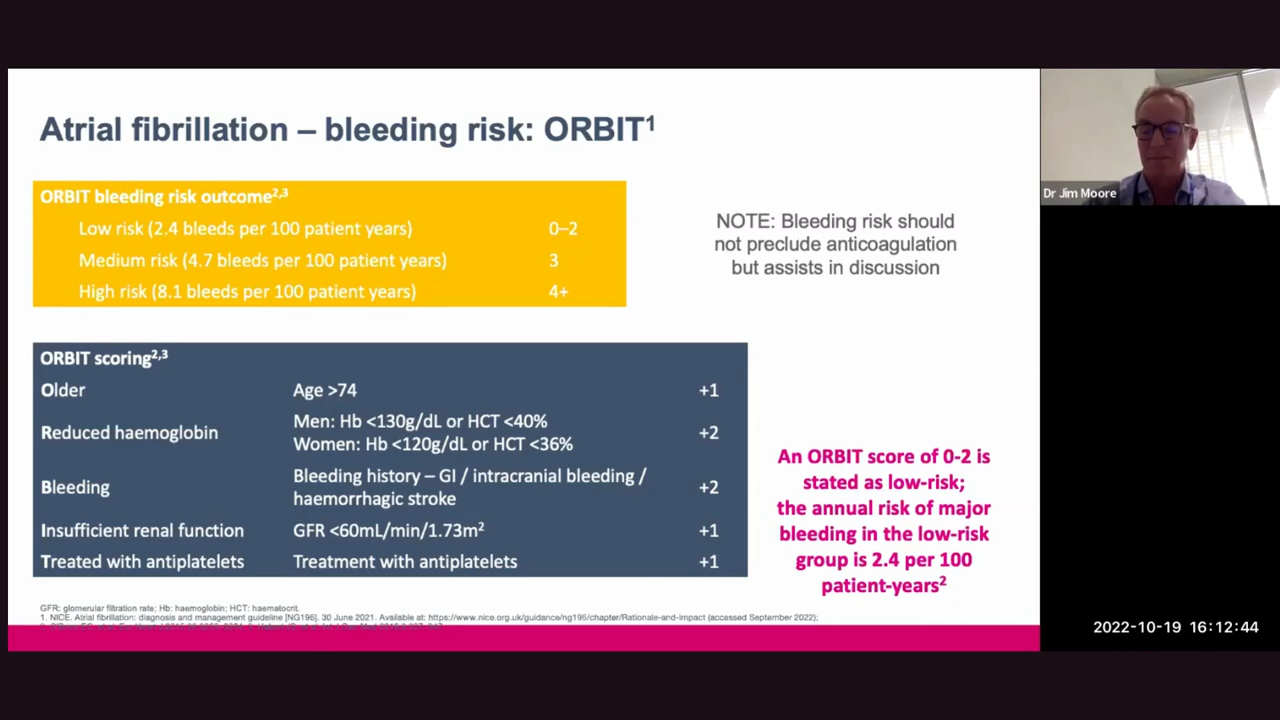 Atrial fibrillation – bleeding risk: ORBIT¹
ORBIT bleeding risk outcome²,³
Low risk (2.4 bleeds per 100 patient years) 0–2
Medium risk (4.7 bleeds per 100 patient years) 3
High risk (8.1 bleeds per 100 patient years) 4+
NOTE: Bleeding risk should
not preclude anticoagulation
but assists in discussion
Dr Jim Moore
ORBIT scoring²,³
Older Age >74 +1
Reduced haemoglobin Men: Hb <130g/dL or HCT <40%
Women: Hb <120g/dL or HCT <36% +2
Bleeding Bleeding history – GI / intracranial bleeding /
haemorrhagic stroke +2
Insufficient renal function GFR <60mL/min/1.73m² +1
Treated with antiplatelets Treatment with antiplatelets +1
An ORBIT score of 0-2 is
stated as low-risk;
the annual risk of major
bleeding in the low-risk
group is 2.4 per 100
patient-years²
GFR: glomerular filtration rate; Hb: haemoglobin; HCT: haematocrit.
1. NICE. Atrial fibrillation: diagnosis and management guideline [NG196]. 30 June 2021. Available at: https://www.nice.org.uk/guidance/ng196/chapter/Rationale-and-impact (accessed September 2022);
2022-10-19 16:12:44